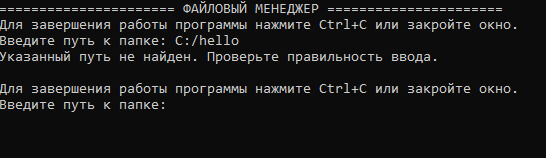 ====================== ФАЙЛОВЫЙ МЕНЕДЖЕР ======================
Для завершения работы программы нажмите Ctrl+C или закройте окно.
Введите путь к папке: C:/hello
Указанный путь не найден. Проверьте правильность ввода.
Для завершения работы программы нажмите Ctrl+C или закройте окно.
Введите путь к папке: